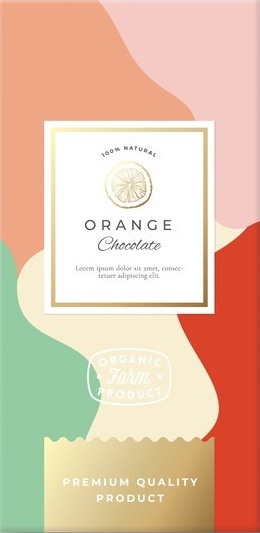 100% NATURAL
ORANGE
Chocolate
Lorem ipsum dolor sit amet, consec-
tetuer adipiscing elit.
ORGANIC
Farm
PRODUCT
PREMIUM QUALITY
PRODUCT